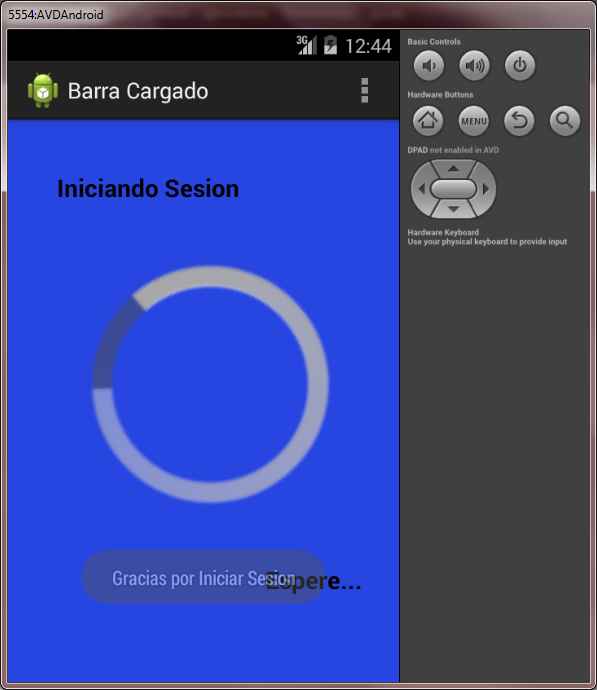 5554:AVDAndroid
3G 12:44
Barra Cargado
Iniciando Sesion
Gracias por Iniciar Sesion
Espere...
Basic Controls
Hardware Buttons
MENU
DPAD not enabled in AVD
Hardware Keyboard
Use your physical keyboard to provide input